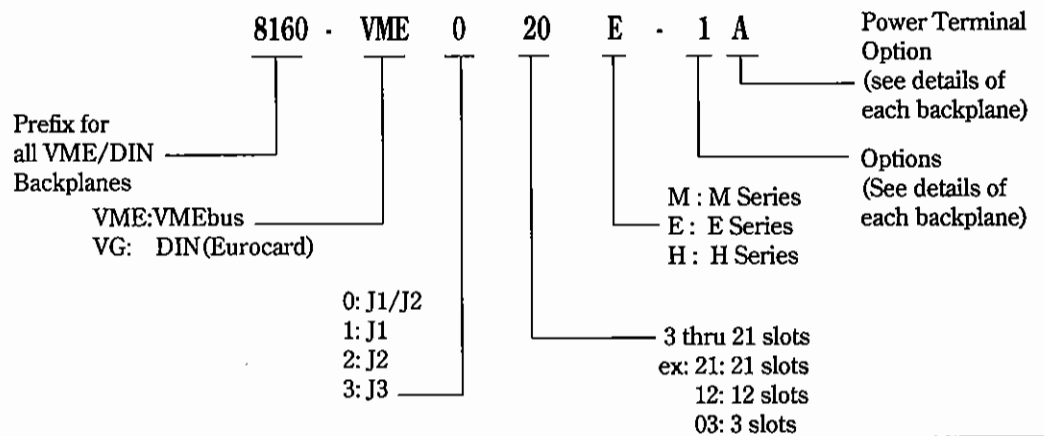 8160 - VME 0 20 E - 1 A
Power Terminal
Option
(see details of
each backplane)
Prefix for
all VME/DIN
Backplanes
Options
(See details of
each backplane)
VME:VMEbus
VG: DIN(Eurocard)
M : M Series
E : E Series
H : H Series
0: J1/J2
1: J1
2: J2
3: J3
3 thru 21 slots
ex: 21: 21 slots
12: 12 slots
03: 3 slots